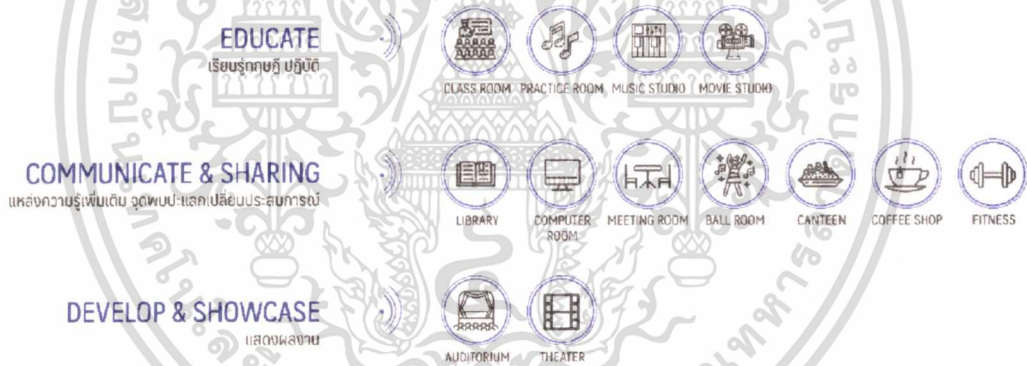 EDUCATE
เรียนรู้ทฤษฎี ปฏิบัติ
CLASS ROOM PRACTICE ROOM MUSIC STUDIO MOVIE STUDIO
COMMUNICATE & SHARING
แหล่งความรู้เพิ่มเติม จุดพบปะแลกเปลี่ยนประสบการณ์
LIBRARY COMPUTER ROOM MEETING ROOM BALL ROOM CANTEEN COFFEE SHOP FITNESS
DEVELOP & SHOWCASE
แสดงผลงาน
AUDITORIUM THEATER